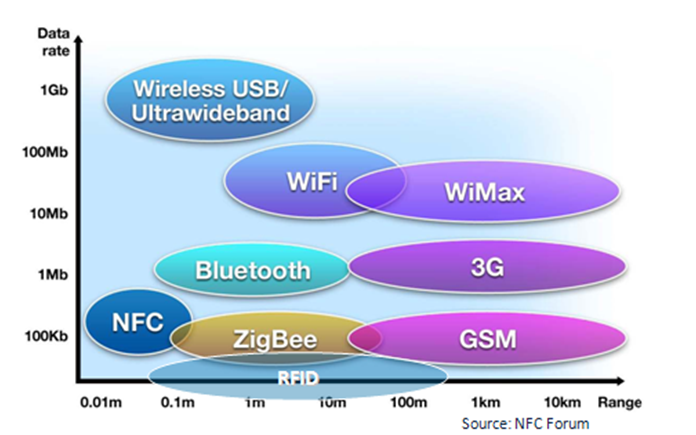 Data
rate
1Gb
Wireless USB/
Ultrawideband
100Mb
WiFi
WiMax
10Mb
Bluetooth
3G
1Mb
NFC
ZigBee
GSM
100Kb
RFID
0.01m 0.1m 1m 10m 100m 1km 10km Range
Source: NFC Forum